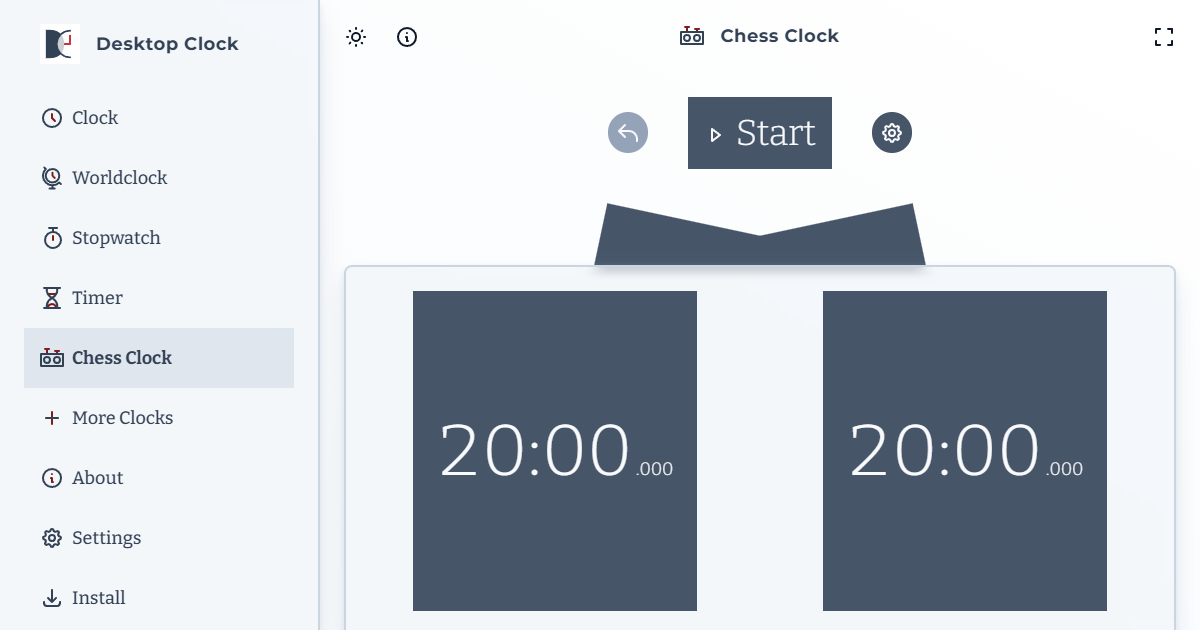 Desktop Clock
Clock
Worldclock
Stopwatch
Timer
Chess Clock
More Clocks
About
Settings
Install
Chess Clock
Start
20:00.000
20:00.000